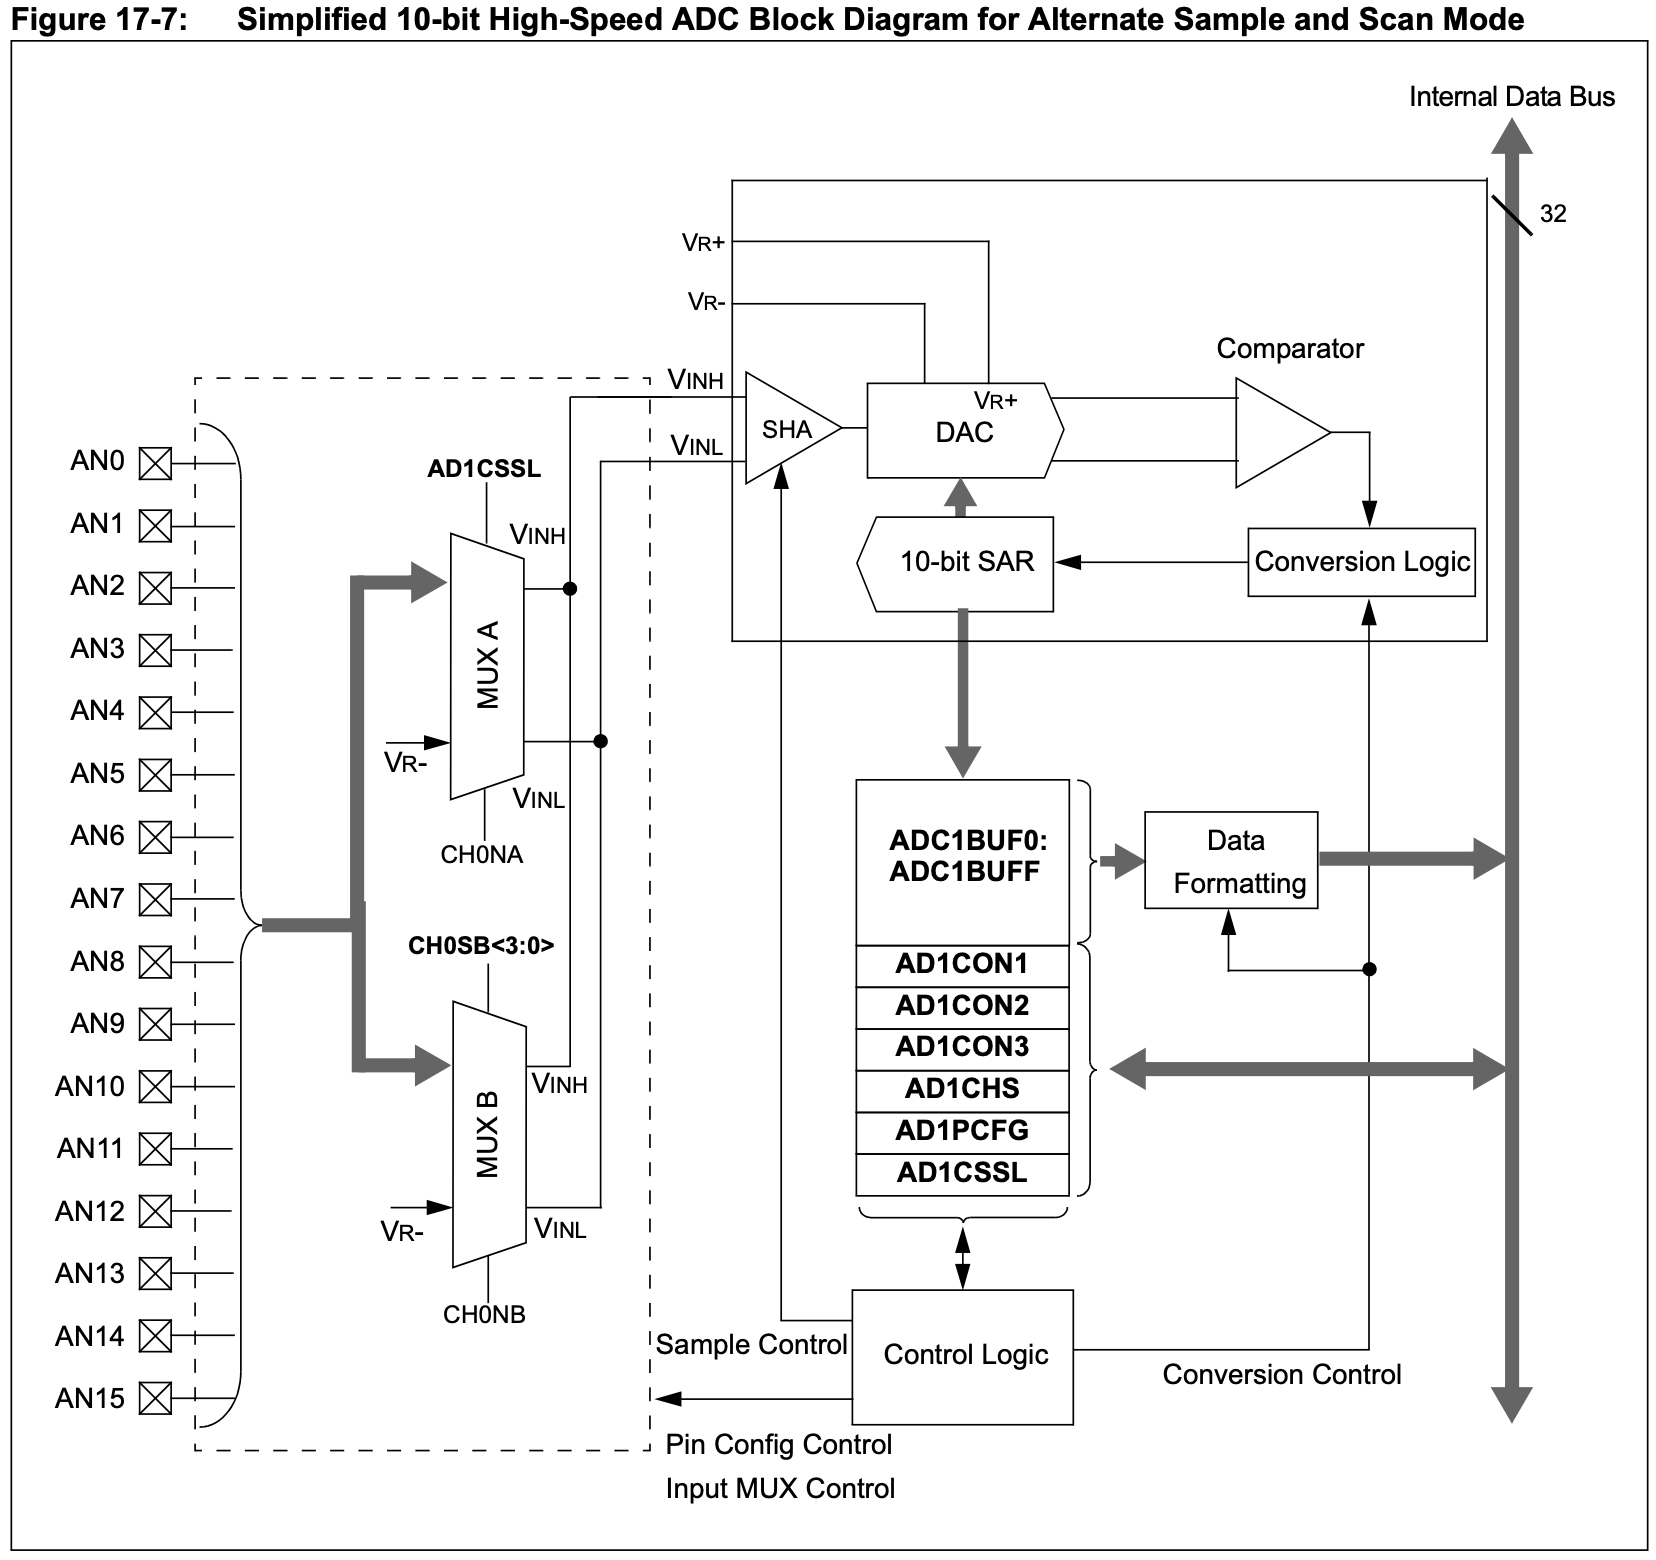 Figure 17-7: Simplified 10-bit High-Speed ADC Block Diagram for Alternate Sample and Scan Mode
Internal Data Bus
32
VR+
VR-
Comparator
VINH
SHA
VR+
DAC
VINL
AN0
AD1CSSL
AN1
VINH
10-bit SAR
Conversion Logic
AN2
AN3
MUX A
AN4
AN5
VR-
VINL
AN6
CH0NA
ADC1BUF0:
ADC1BUFF
Data
Formatting
AN7
AN8
CH0SB<3:0>
AD1CON1
AN9
AD1CON2
AD1CON3
AN10
VINH
AD1CHS
AN11
MUX B
AD1PCFG
AD1CSSL
AN12
VR-
VINL
AN13
CH0NB
AN14
Sample Control
Control Logic
Conversion Control
AN15
Pin Config Control
Input MUX Control